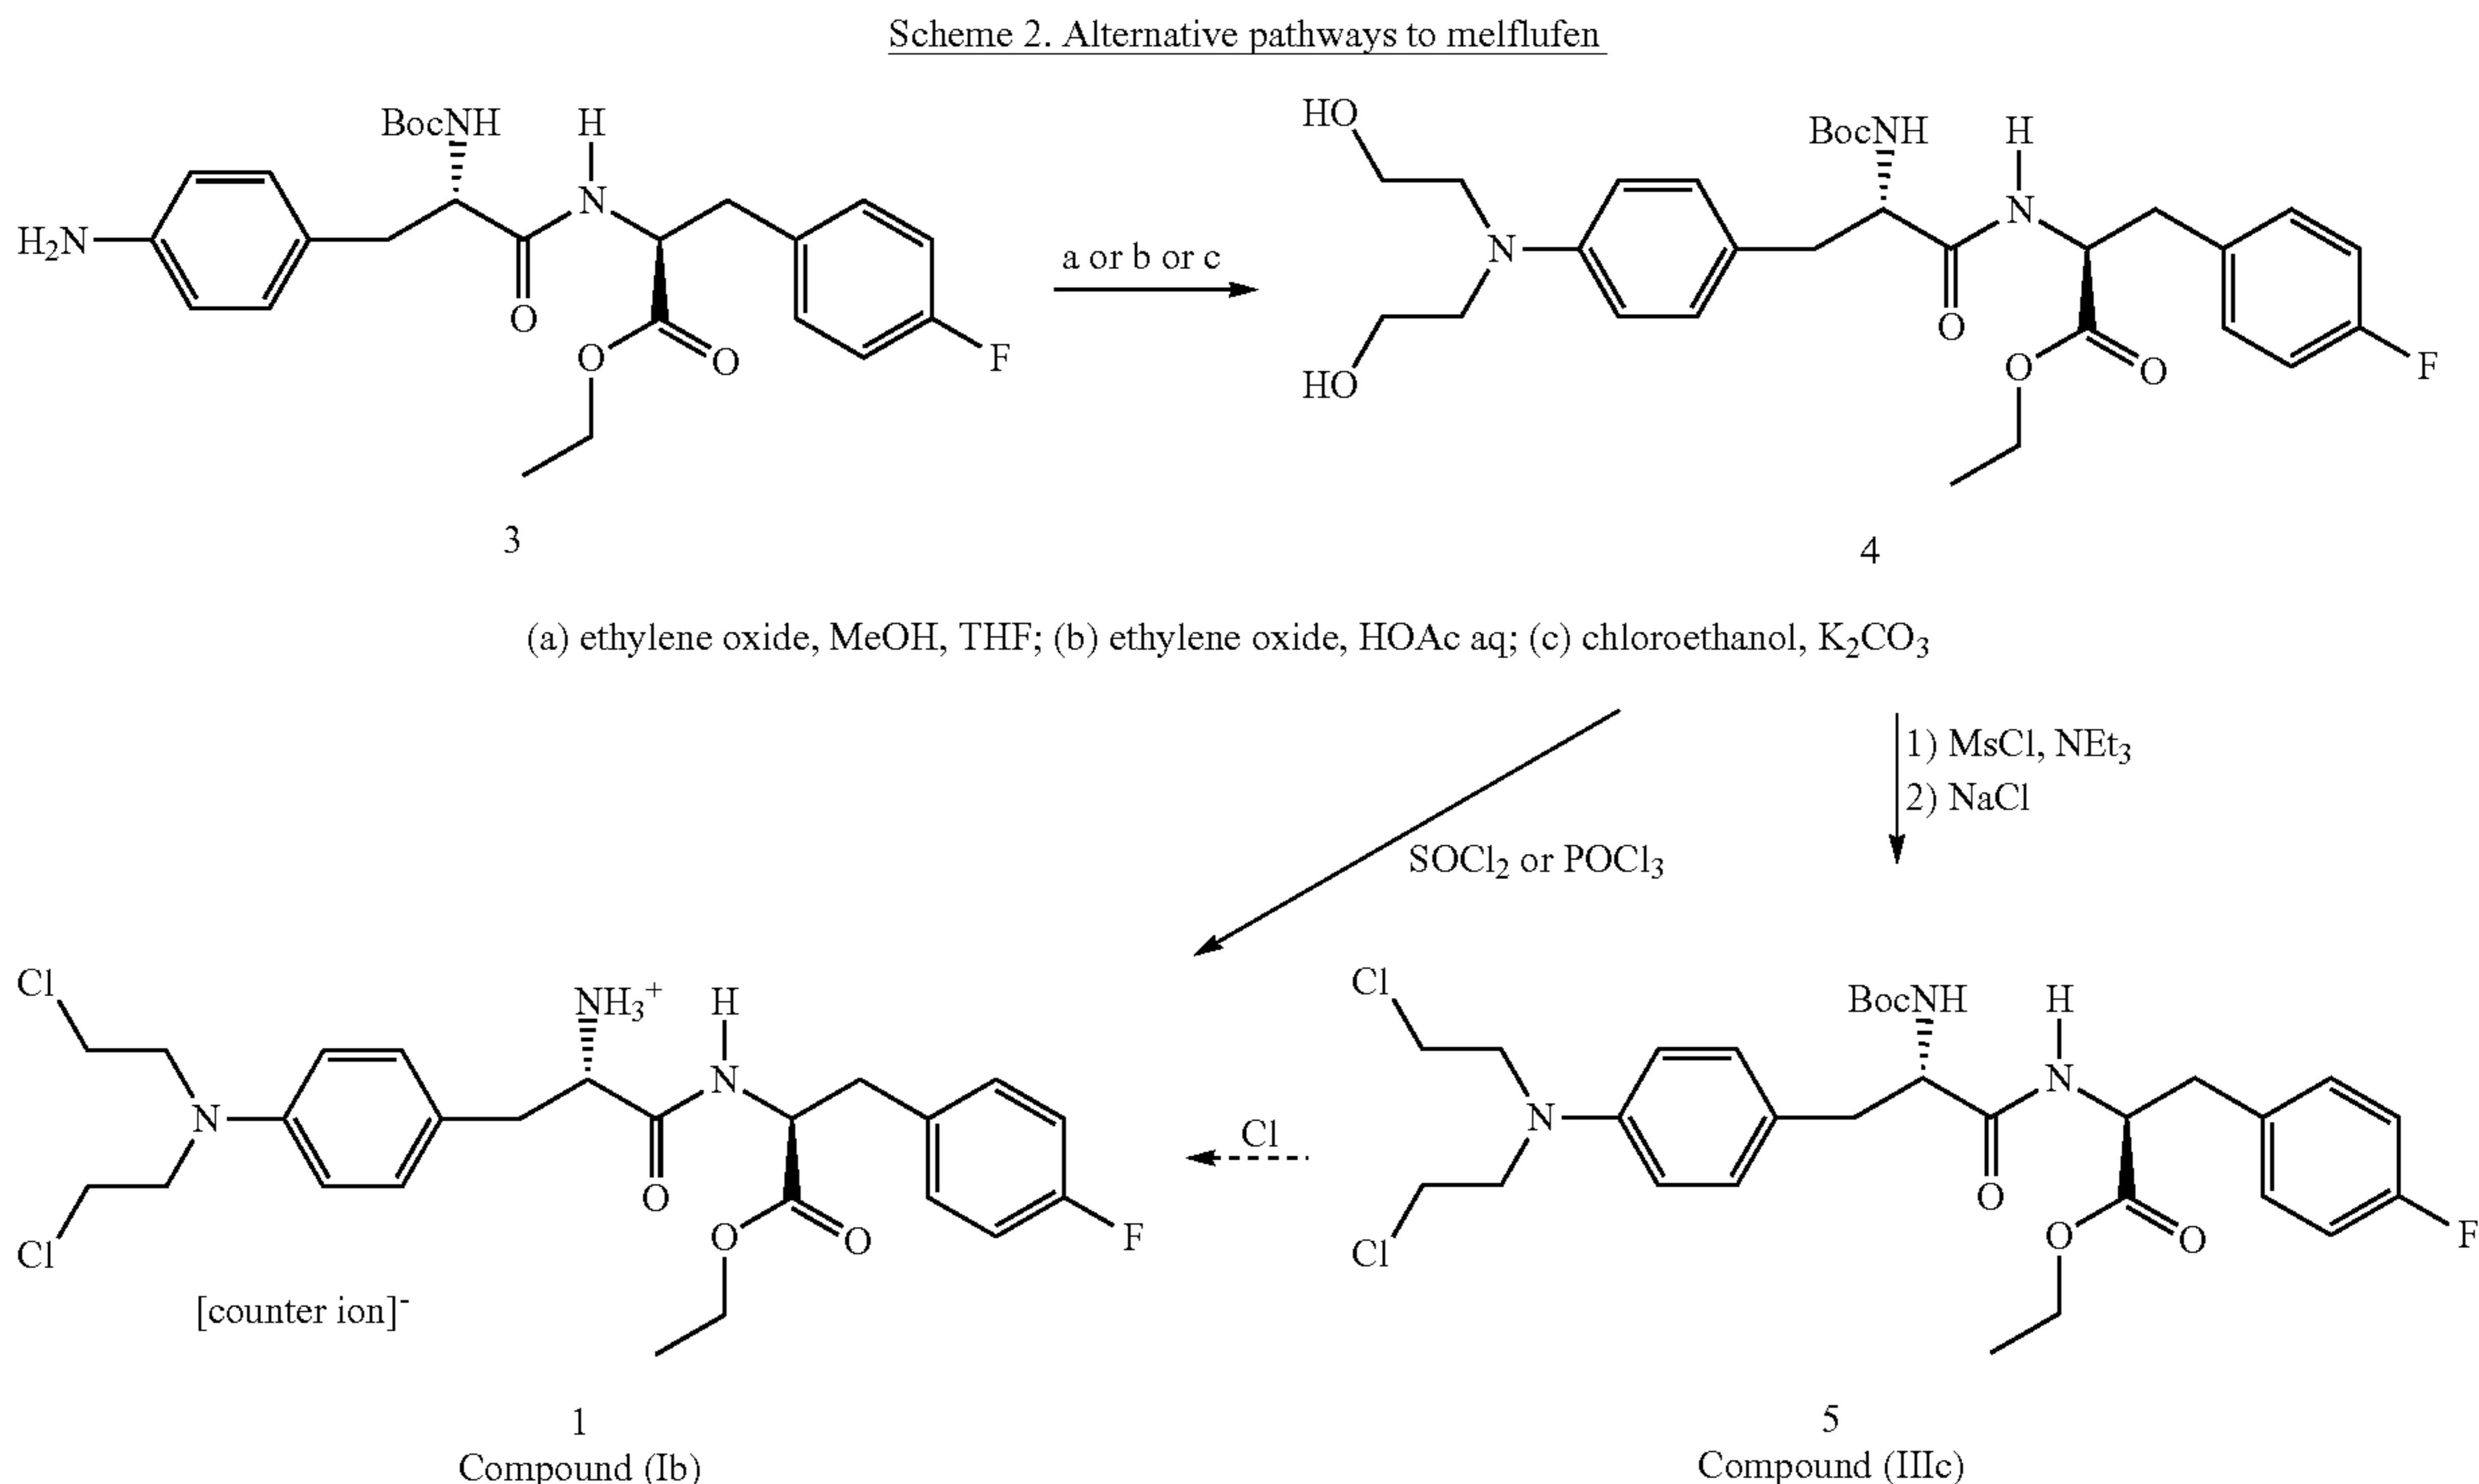 Scheme 2. Alternative pathways to melflufen
BocNH
H
H₂N
N
O
O
O
F
3
a or b or c
HO
BocNH
H
N
N
O
HO
O
O
F
4
(a) ethylene oxide, MeOH, THF; (b) ethylene oxide, HOAc aq; (c) chloroethanol, K₂CO₃
1) MsCl, NEt₃
2) NaCl
SOCl₂ or POCl₃
Cl
NH₃⁺
H
N
N
O
Cl
O
O
F
[counter ion]⁻
1
Compound (Ib)
Cl
Cl
BocNH
H
N
N
O
Cl
O
O
F
5
Compound (IIIc)